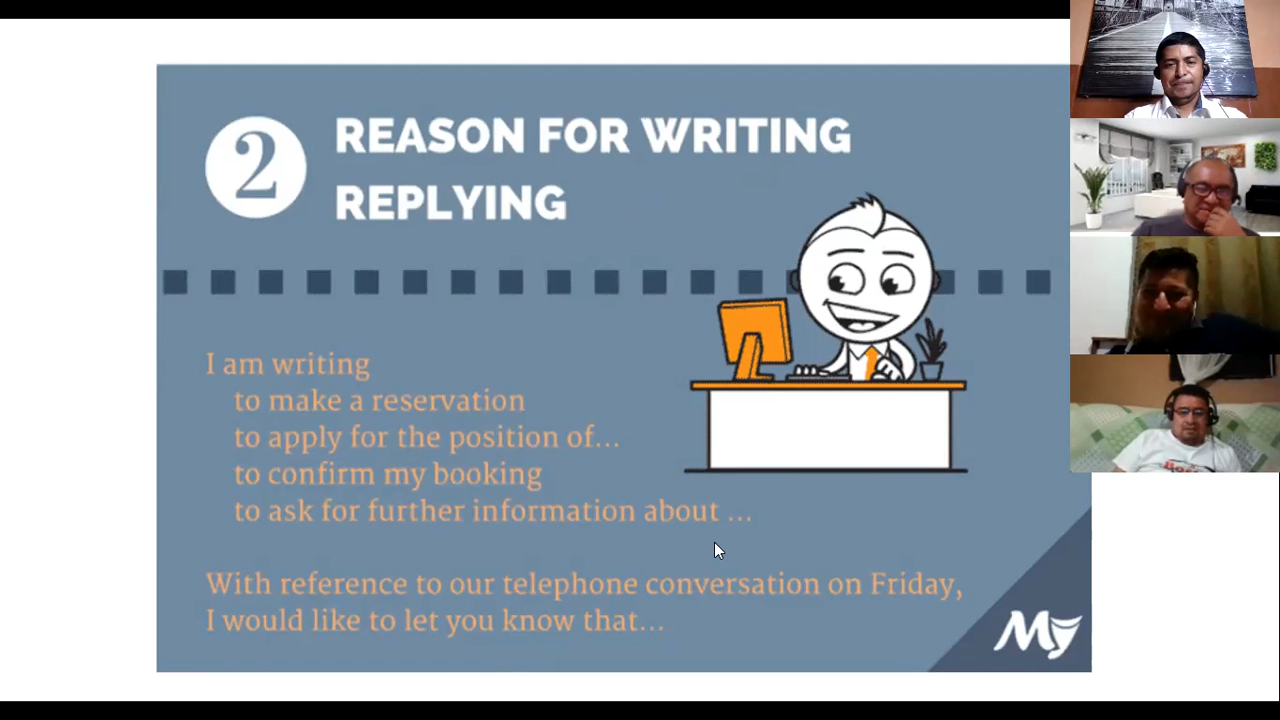 2
REASON FOR WRITING
REPLYING
I am writing
to make a reservation
to apply for the position of...
to confirm my booking
to ask for further information about ...
With reference to our telephone conversation on Friday,
I would like to let you know that...
My